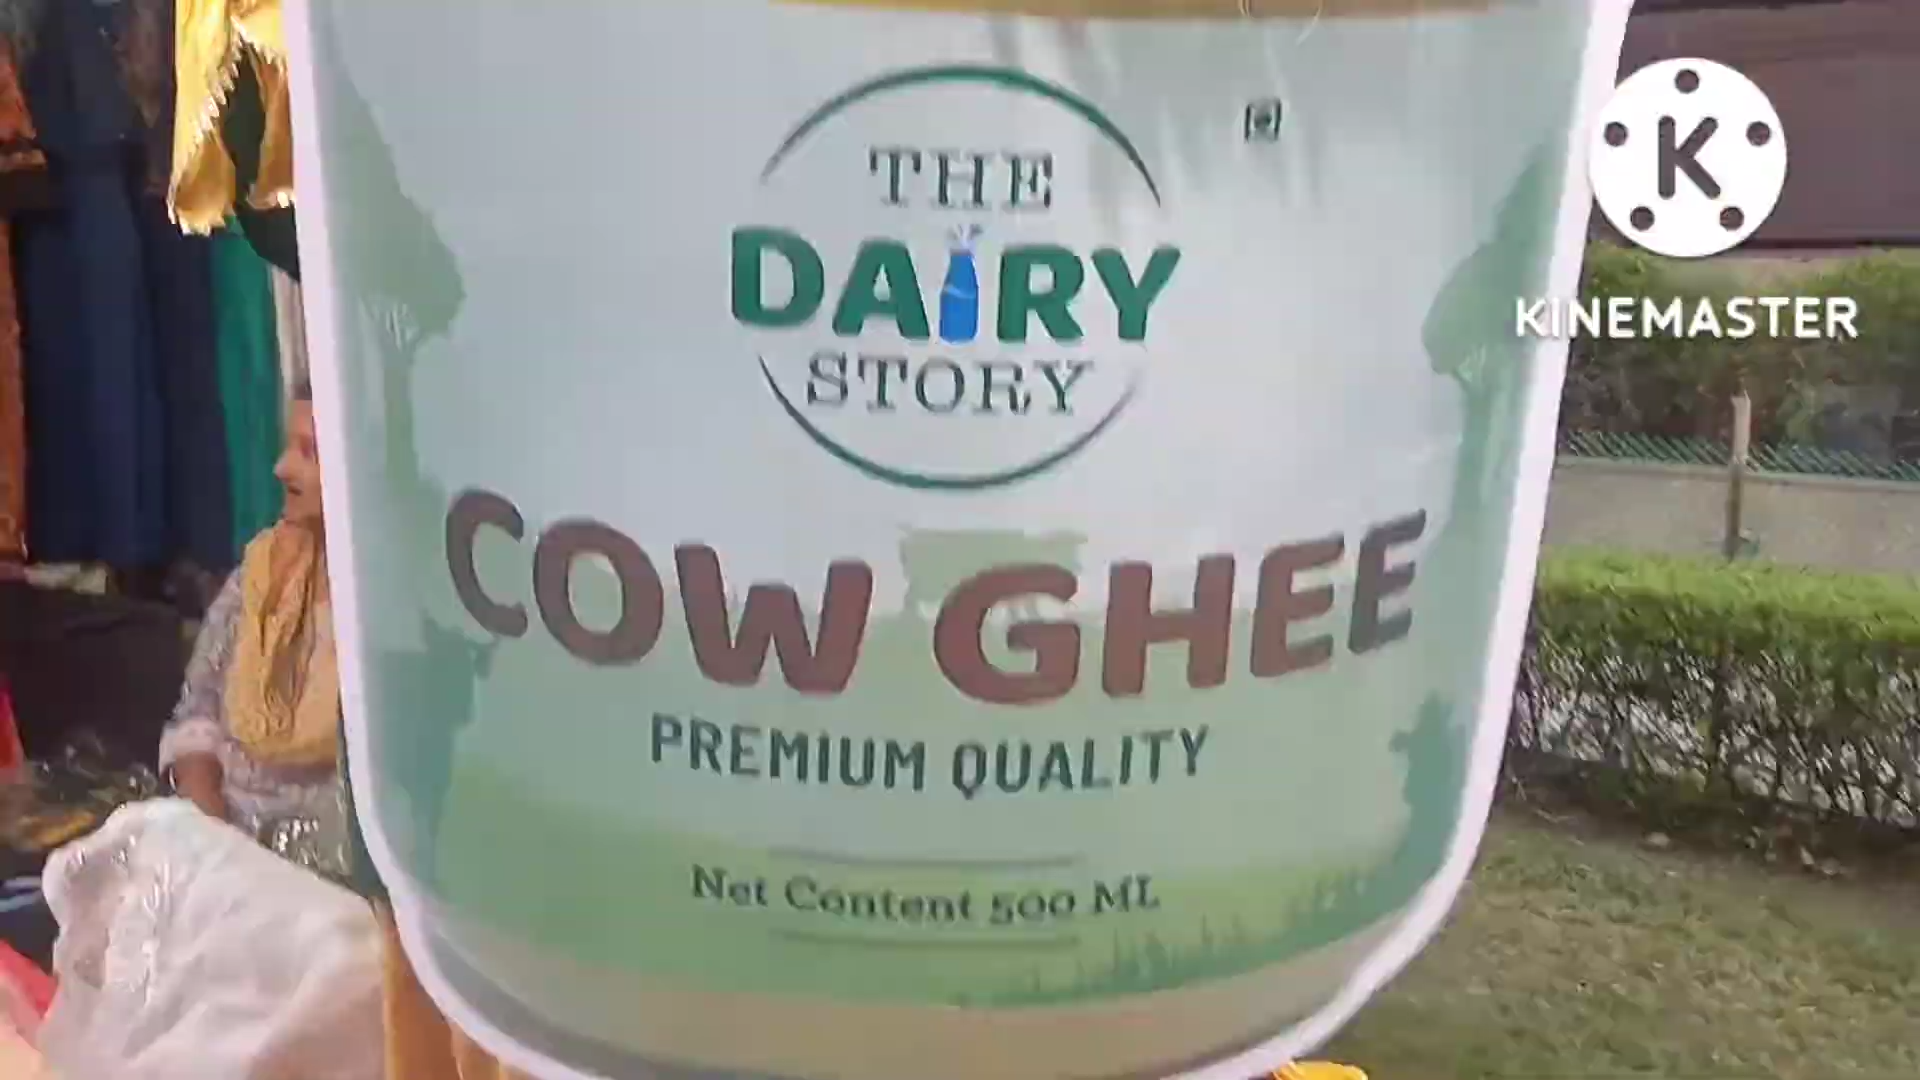 THE
DAIRY
STORY
COW GHEE
PREMIUM QUALITY
Net Content 500 ML
K
KINEMASTER